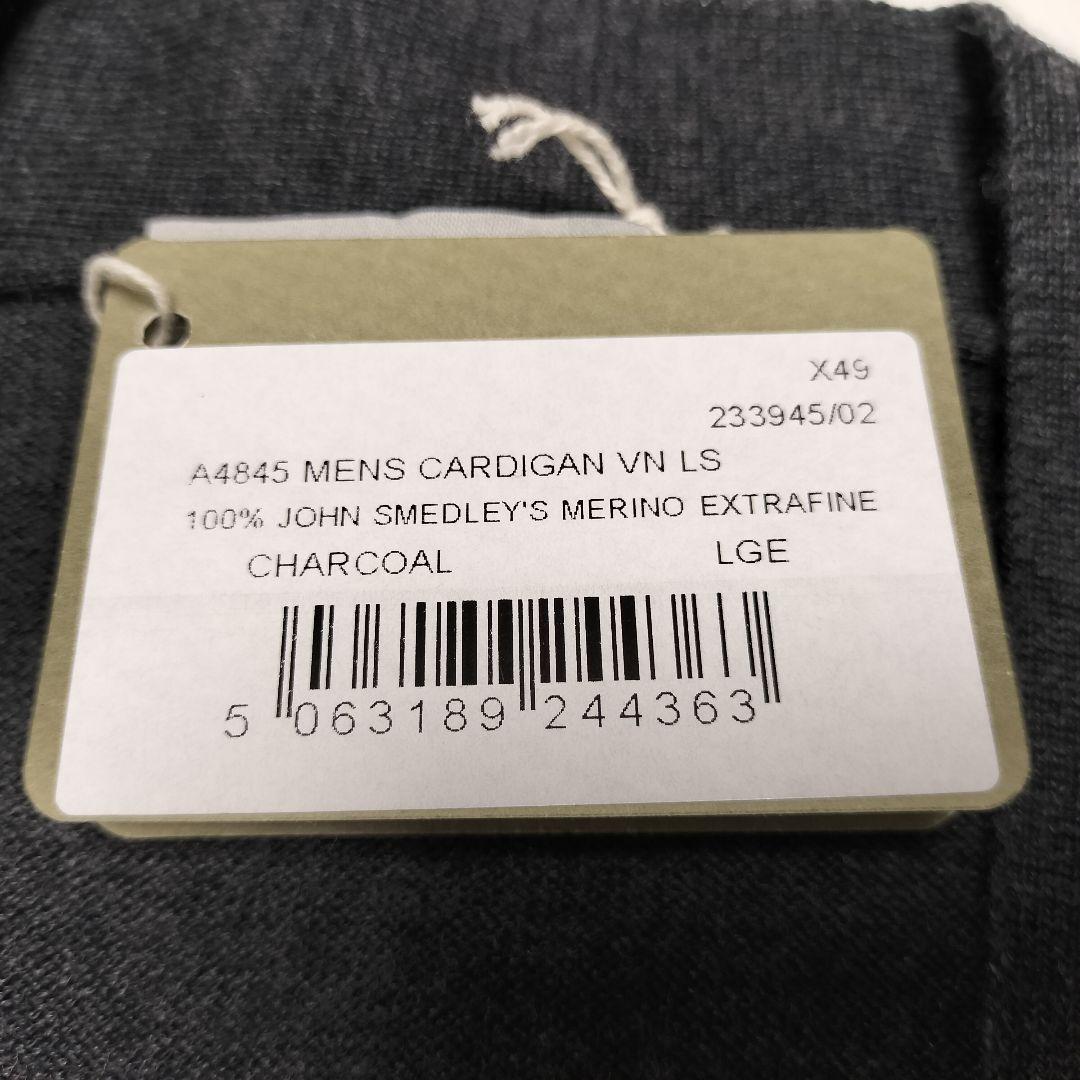 X49
233945/02
A4845 MENS CARDIGAN VN LS
100% JOHN SMEDLEY'S MERINO EXTRAFINE
CHARCOAL LGE
5 063189 244363